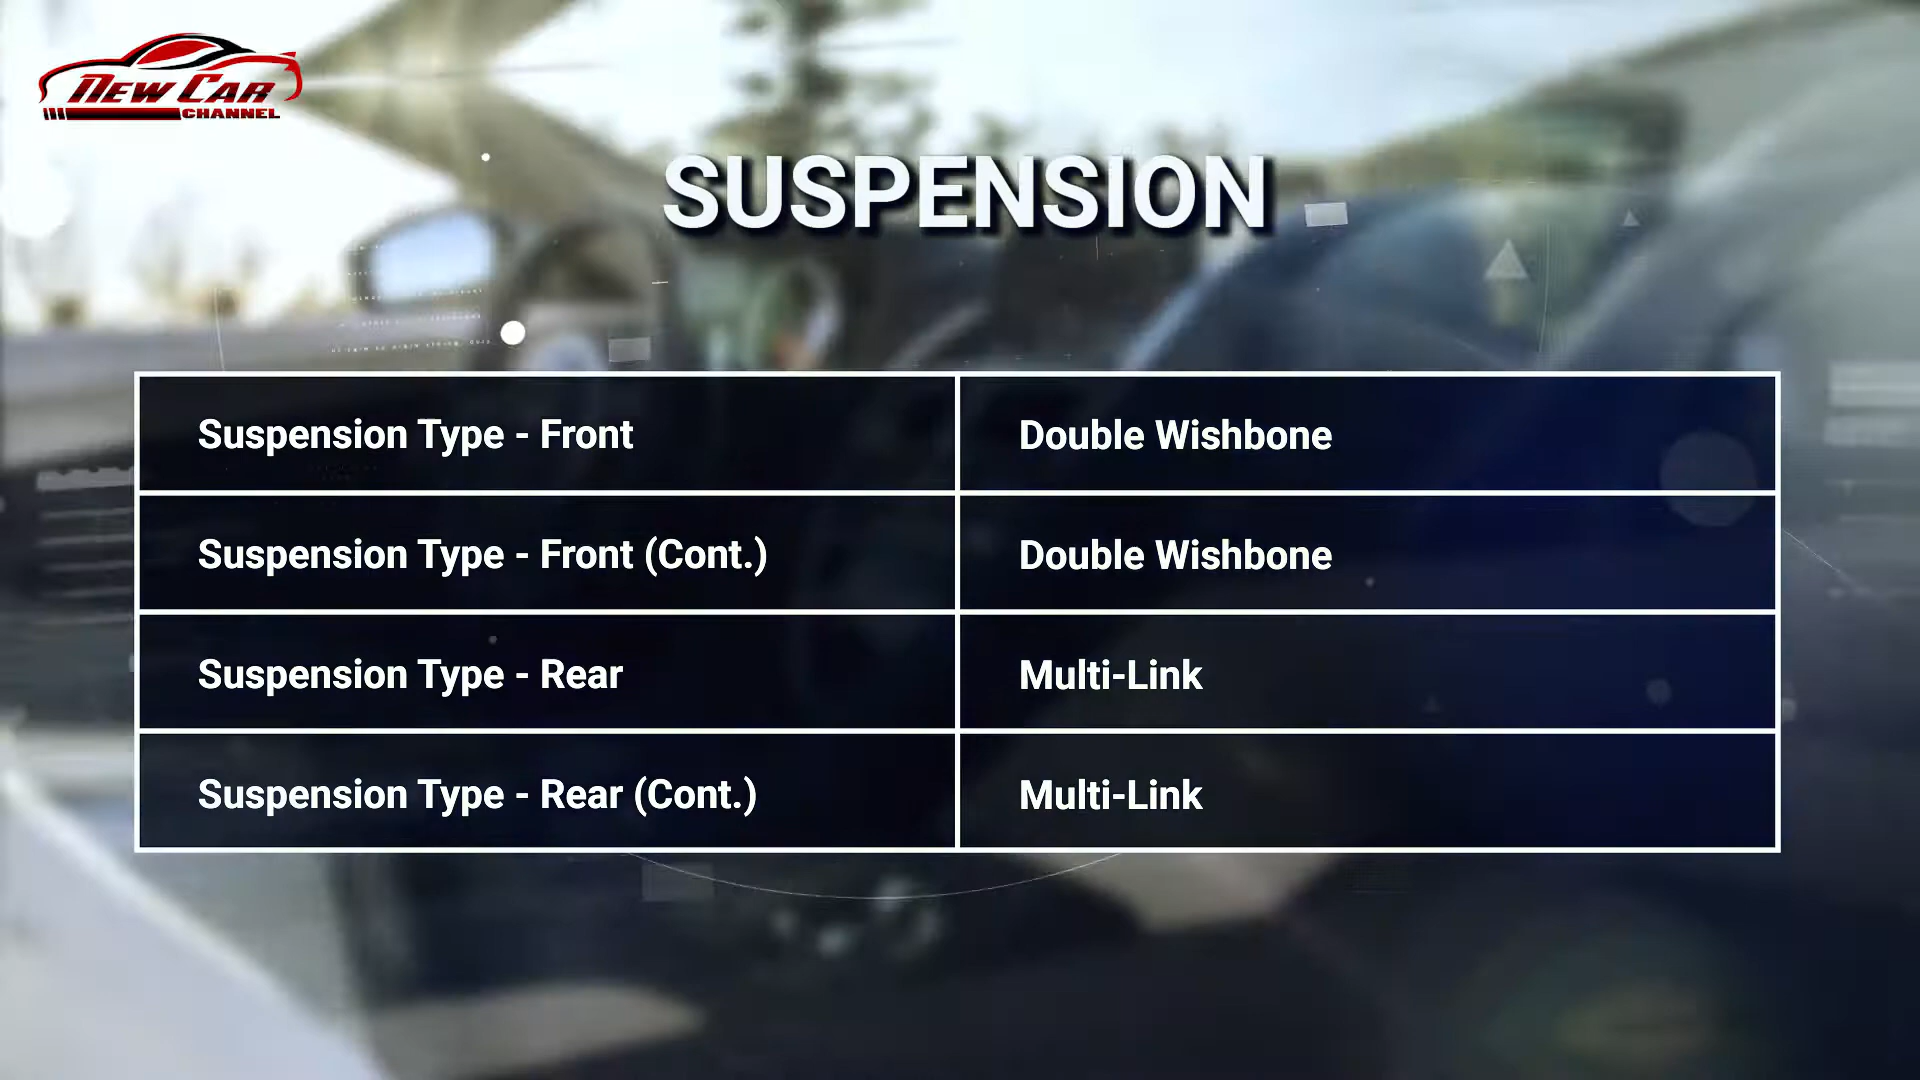 NEW CAR
CHANNEL
SUSPENSION
Suspension Type - Front
Double Wishbone
Suspension Type - Front (Cont.)
Double Wishbone
Suspension Type - Rear
Multi-Link
Suspension Type - Rear (Cont.)
Multi-Link